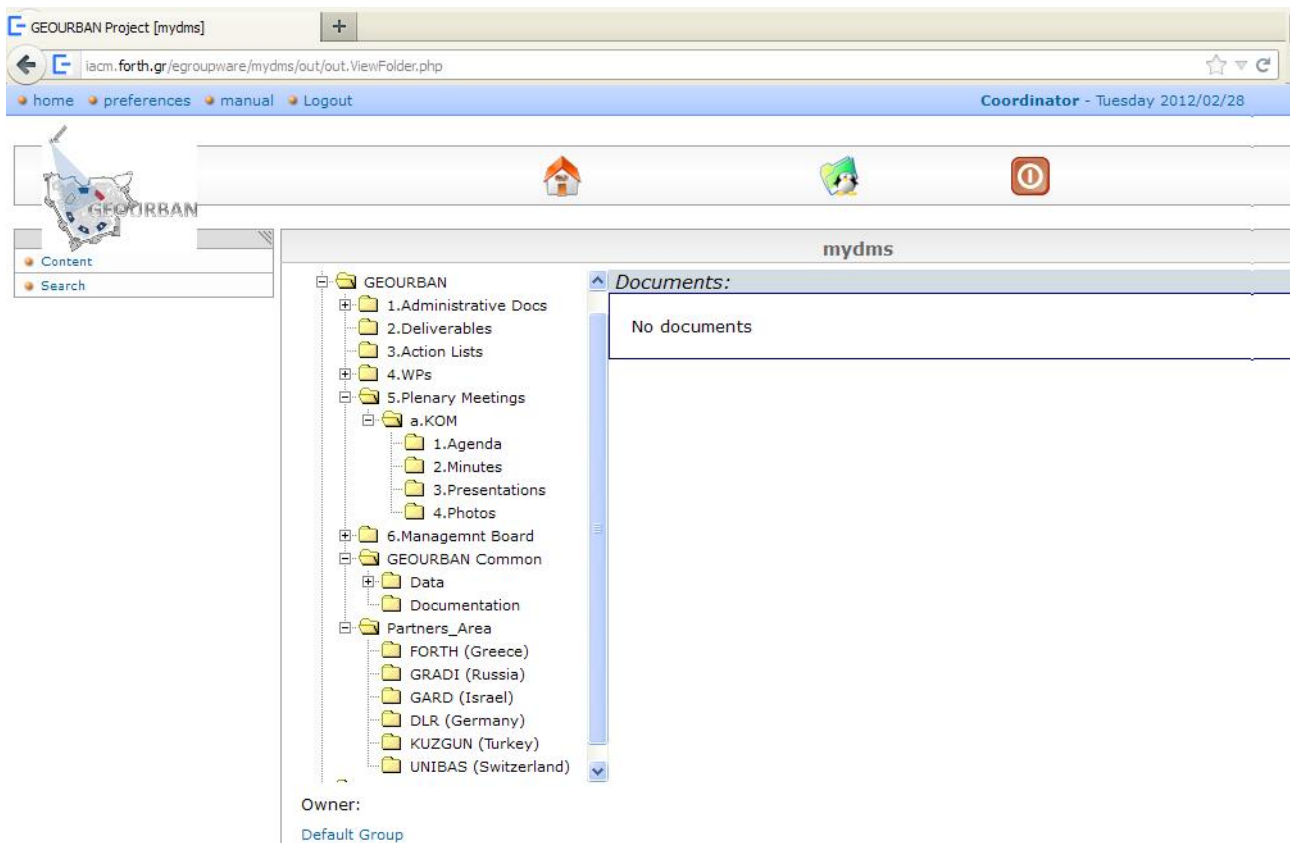 GEOURBAN Project [mydms]
iacm.forth.gr/egroupware/mydms/out/out.ViewFolder.php
home preferences manual Logout
Coordinator - Tuesday 2012/02/28
GEOURBAN
Content
Search
mydms
GEOURBAN
1.Administrative Docs
2.Deliverables
3.Action Lists
4.WPs
5.Plenary Meetings
a.KOM
1.Agenda
2.Minutes
3.Presentations
4.Photos
6.Managemnt Board
GEOURBAN Common
Data
Documentation
Partners_Area
FORTH (Greece)
GRADI (Russia)
GARD (Israel)
DLR (Germany)
KUZGUN (Turkey)
UNIBAS (Switzerland)
Documents:
No documents
Owner:
Default Group